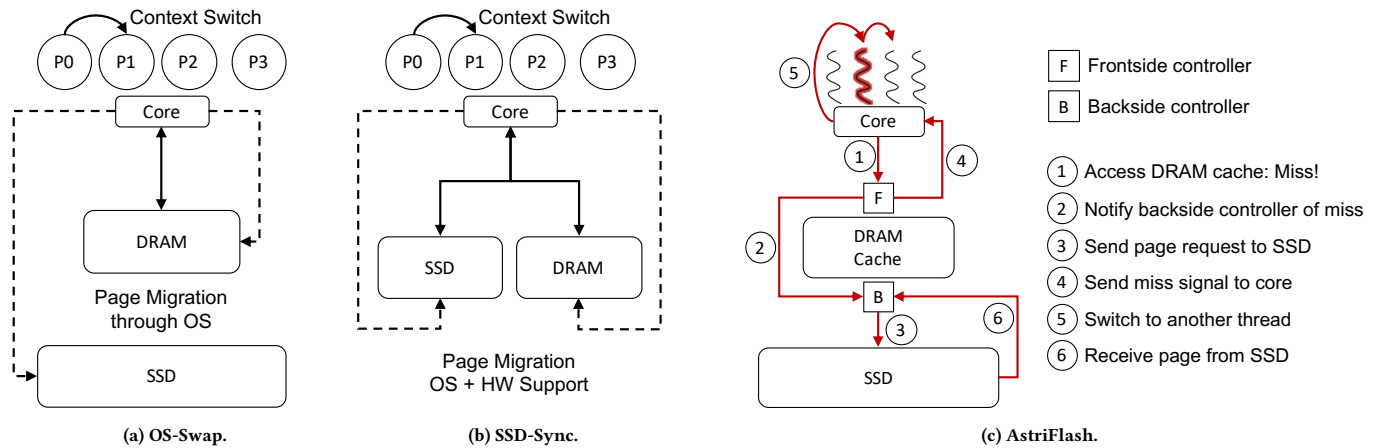 Context Switch
P0
P1
P2
P3
Core
DRAM
Page Migration
through OS
SSD
(a) OS-Swap.
Context Switch
P0
P1
P2
P3
Core
SSD
DRAM
Page Migration
OS + HW Support
(b) SSD-Sync.
5
Core
1
4
F
2
DRAM
Cache
B
3
6
SSD
F Frontside controller
B Backside controller
1 Access DRAM cache: Miss!
2 Notify backside controller of miss
3 Send page request to SSD
4 Send miss signal to core
5 Switch to another thread
6 Receive page from SSD
(c) AstriFlash.